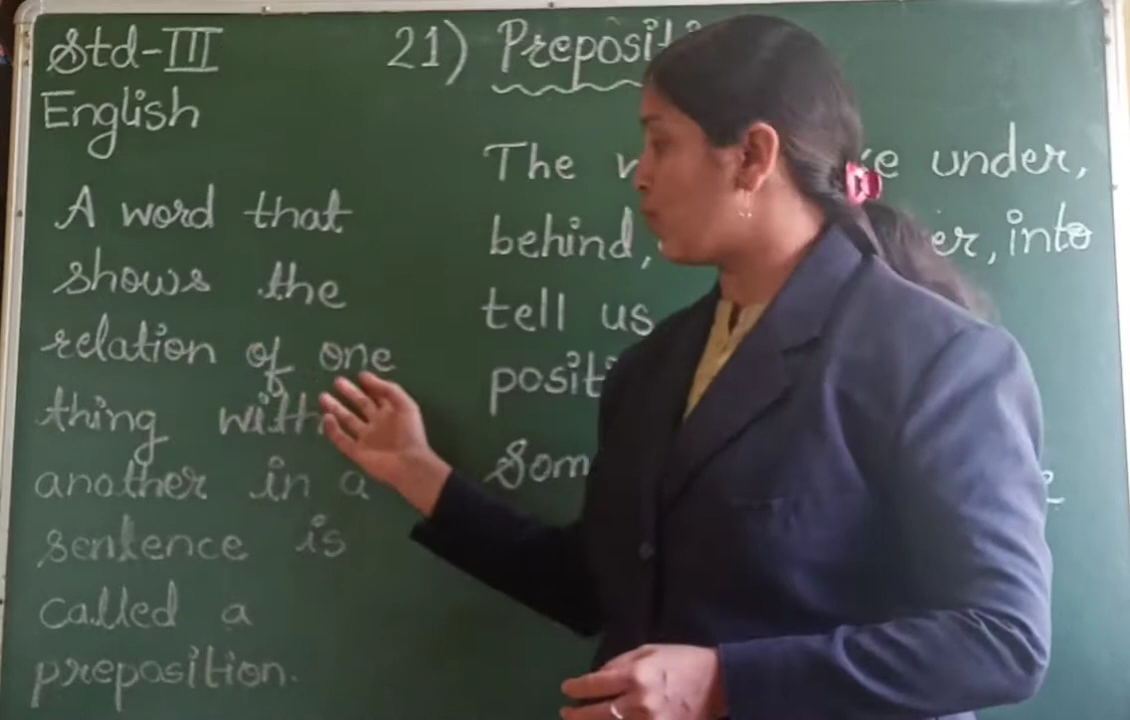 Std-III
English
21) Preposit
A word that
shows the
relation of one
thing with
another in a
sentence is
called a
preposition.
The under,
behind, into
tell us
posit
Som